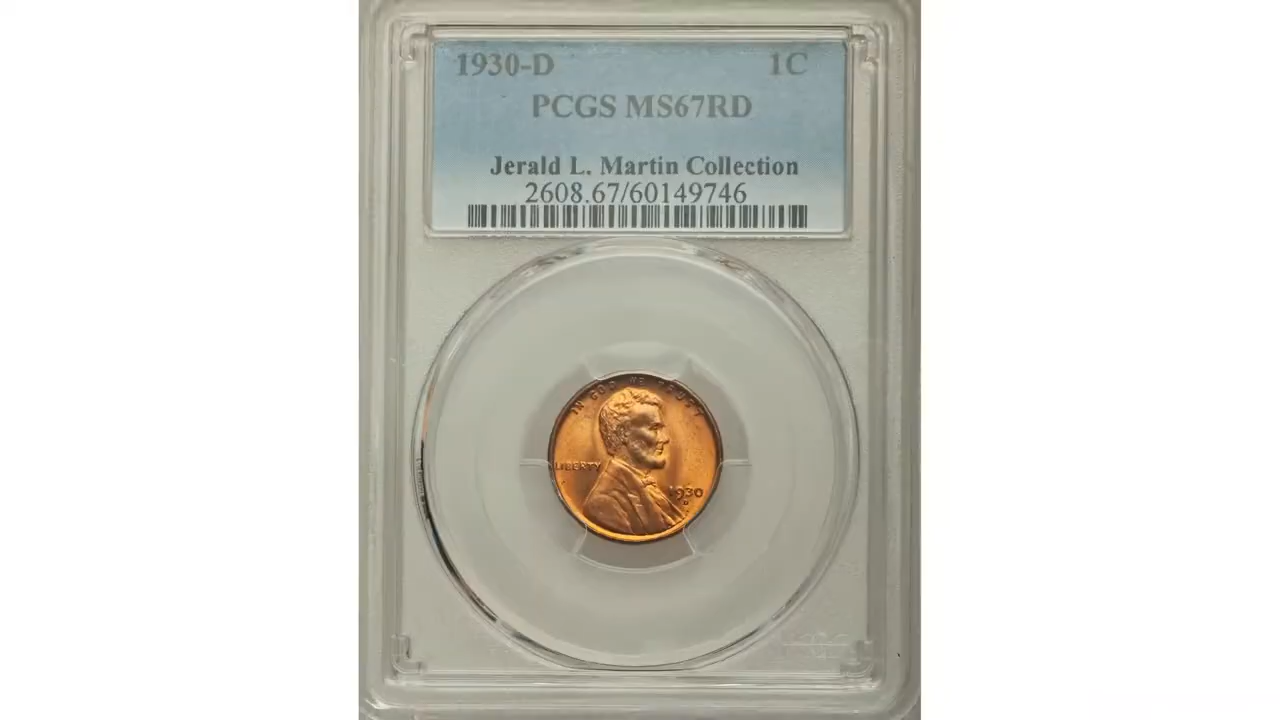 1930-D 1C
PCGS MS67RD
Jerald L. Martin Collection
2608.67/60149746
IN GOD WE TRUST
LIBERTY
1930
D